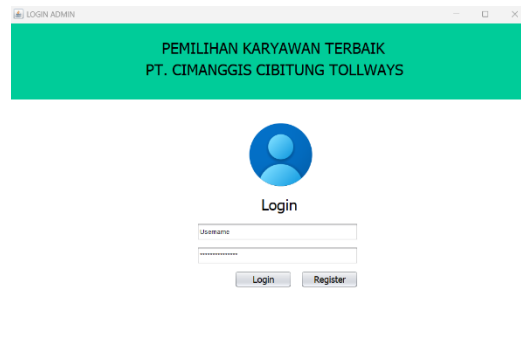 LOGIN ADMIN
PEMILIHAN KARYAWAN TERBAIK
PT. CIMANGGIS CIBITUNG TOLLWAYS
Login
Username
Login Register